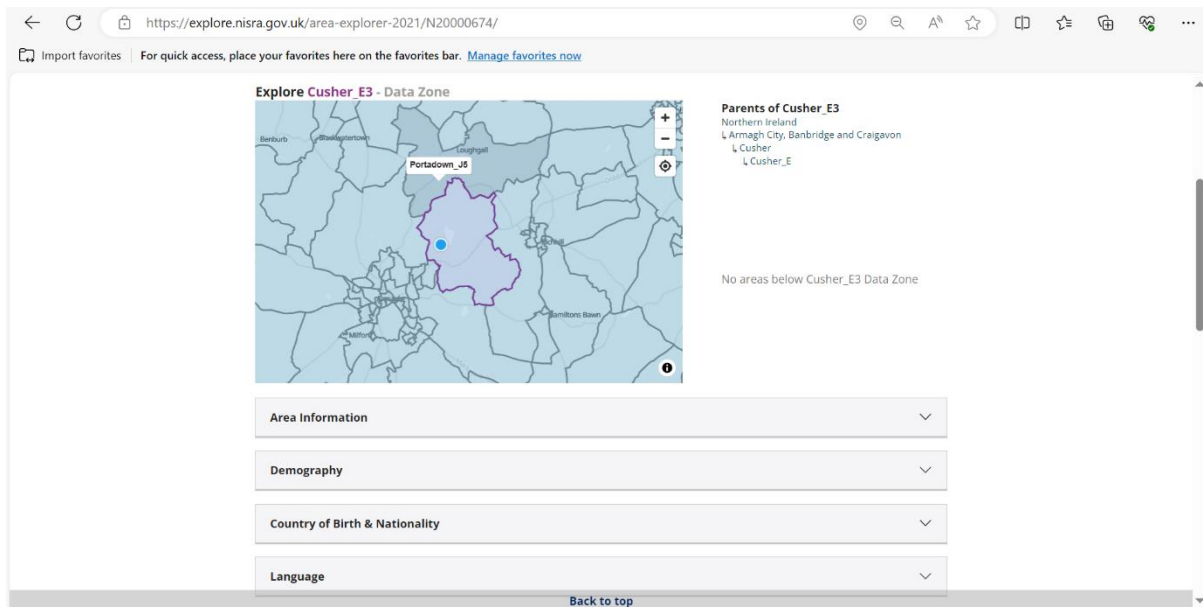 https://explore.nisra.gov.uk/area-explorer-2021/N20000674/
Import favorites
For quick access, place your favorites here on the favorites bar. Manage favorites now
Explore Cusher_E3 - Data Zone
Benburb
Loughgall
Portadown_J5
Hamiltons Bawn
Milford
Parents of Cusher_E3
Northern Ireland
Armagh City, Banbridge and Craigavon
Cusher
Cusher_E
No areas below Cusher_E3 Data Zone
Area Information
Demography
Country of Birth & Nationality
Language
Back to top